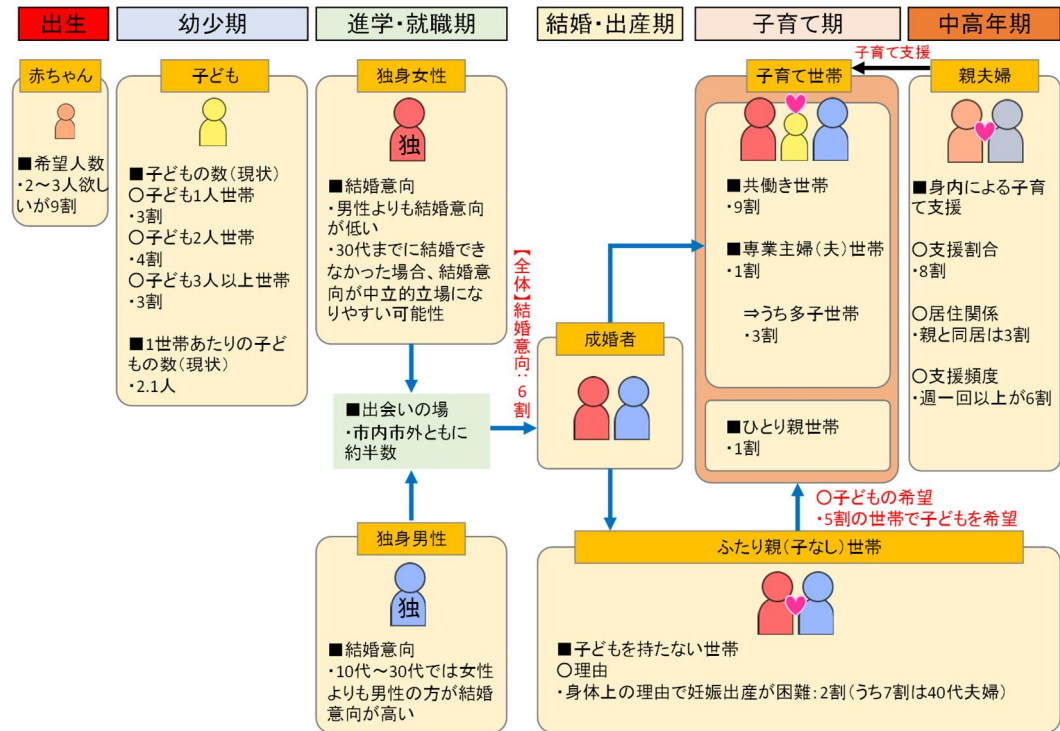 出生
幼少期
進学・就職期
結婚・出産期
子育て期
中高年期
赤ちゃん
■希望人数
・2～3人欲し
いが9割
子ども
■子どもの数(現状)
○子ども1人世帯
・3割
○子ども2人世帯
・4割
○子ども3人以上世帯
・3割
■1世帯あたりの子ど
もの数(現状)
・2.1人
独身女性
独
■結婚意向
・男性よりも結婚意向
が低い
・30代までに結婚でき
なかった場合、結婚意
向が中立的立場にな
りやすい可能性
■出会いの場
・市内市外ともに
約半数
独身男性
独
■結婚意向
・10代～30代では女性
よりも男性の方が結婚
意向が高い
【全体】結婚意向：6割
成婚者
子育て世帯
■共働き世帯
・9割
■専業主婦(夫)世帯
・1割
⇒うち多子世帯
・3割
■ひとり親世帯
・1割
子育て支援
親夫婦
■身内による子育
て支援
○支援割合
・8割
○居住関係
・親と同居は3割
○支援頻度
・週一回以上が6割
○子どもの希望
・5割の世帯で子どもを希望
ふたり親(子なし)世帯
■子どもを持たない世帯
○理由
・身体上の理由で妊娠出産が困難:2割(うち7割は40代夫婦)